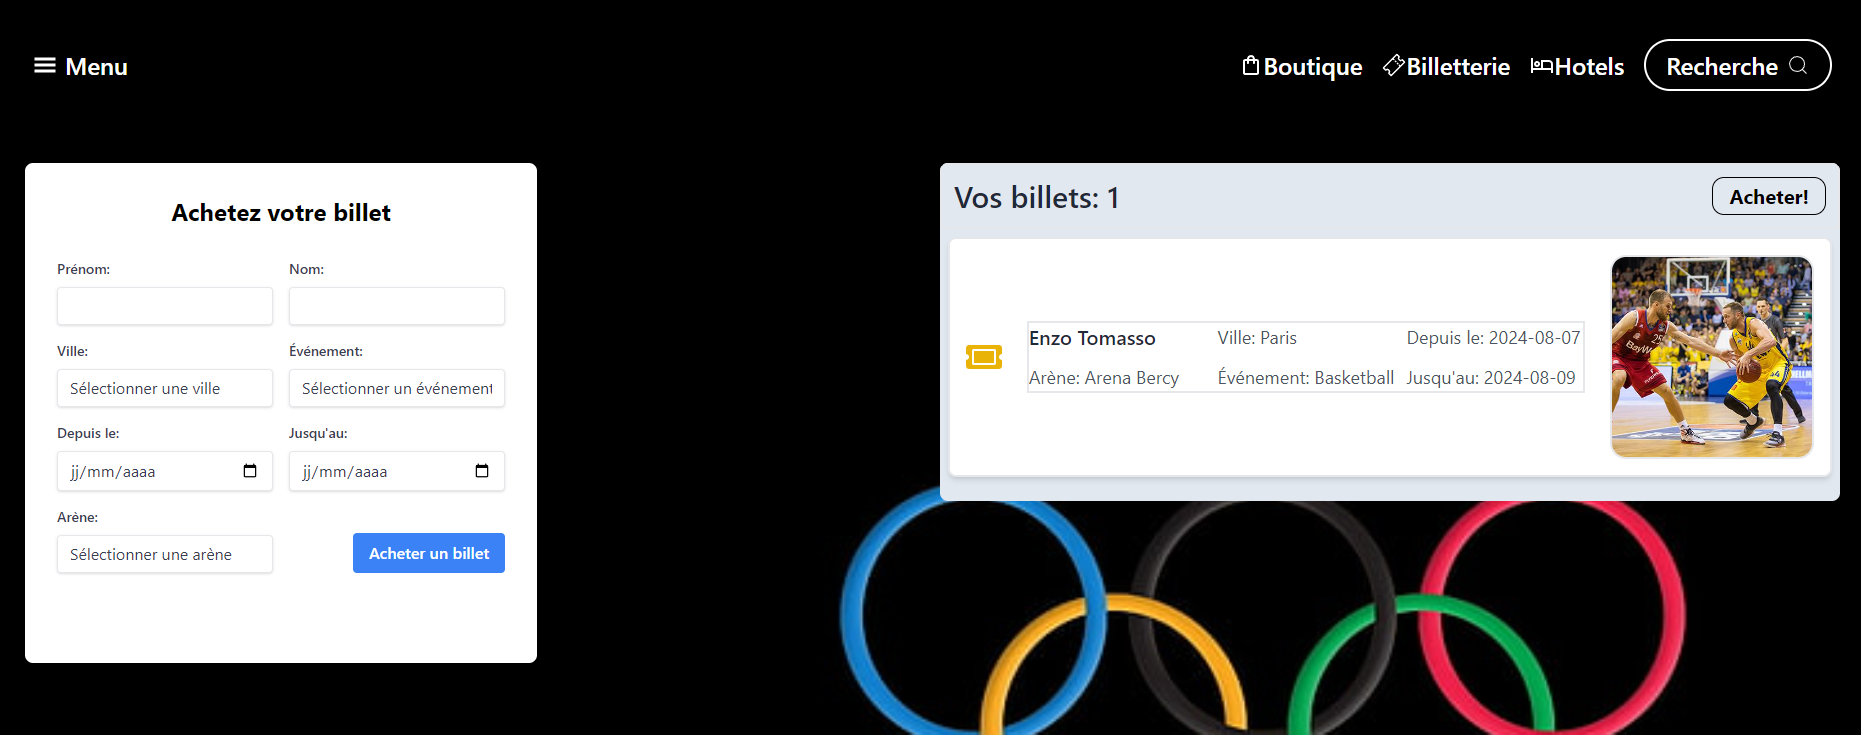 Menu
Boutique
Billetterie
Hotels
Recherche
Achetez votre billet
Prénom:
Nom:
Ville:
Événement:
Sélectionner une ville
Sélectionner un événement
Depuis le:
Jusqu'au:
jj/mm/aaaa
jj/mm/aaaa
Arène:
Sélectionner une arène
Acheter un billet
Vos billets: 1
Acheter!
Enzo Tomasso
Ville: Paris
Depuis le: 2024-08-07
Arène: Arena Bercy
Événement: Basketball
Jusqu'au: 2024-08-09